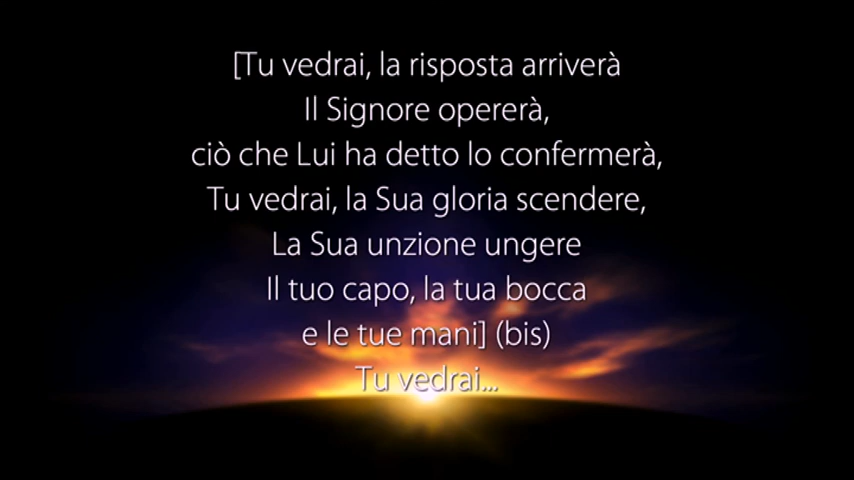 [Tu vedrai, la risposta arriverà
Il Signore opererà,
ciò che Lui ha detto lo confermerà,
Tu vedrai, la Sua gloria scendere,
La Sua unzione ungere
Il tuo capo, la tua bocca
e le tue mani] (bis)
Tu vedrai...